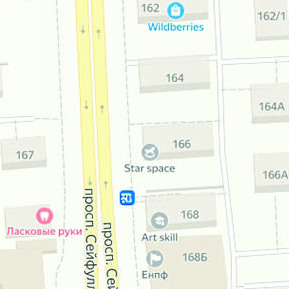 162
162/1
Wildberries
164
164А
166
167
Star space
166А
просп. Сейфул
просп. Се
168
Ласковые руки
Art skill
168Б
Енпф